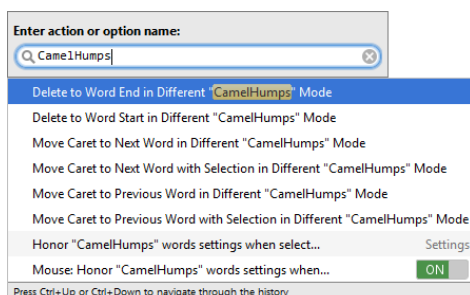 Enter action or option name:
CamelHumps
Delete to Word End in Different "CamelHumps" Mode
Delete to Word Start in Different "CamelHumps" Mode
Move Caret to Next Word in Different "CamelHumps" Mode
Move Caret to Next Word with Selection in Different "CamelHumps" Mode
Move Caret to Previous Word in Different "CamelHumps" Mode
Move Caret to Previous Word with Selection in Different "CamelHumps" Mode
Honor "CamelHumps" words settings when select... Settings
Mouse: Honor "CamelHumps" words settings when... ON
Press Ctrl+Up or Ctrl+Down to navigate through the history